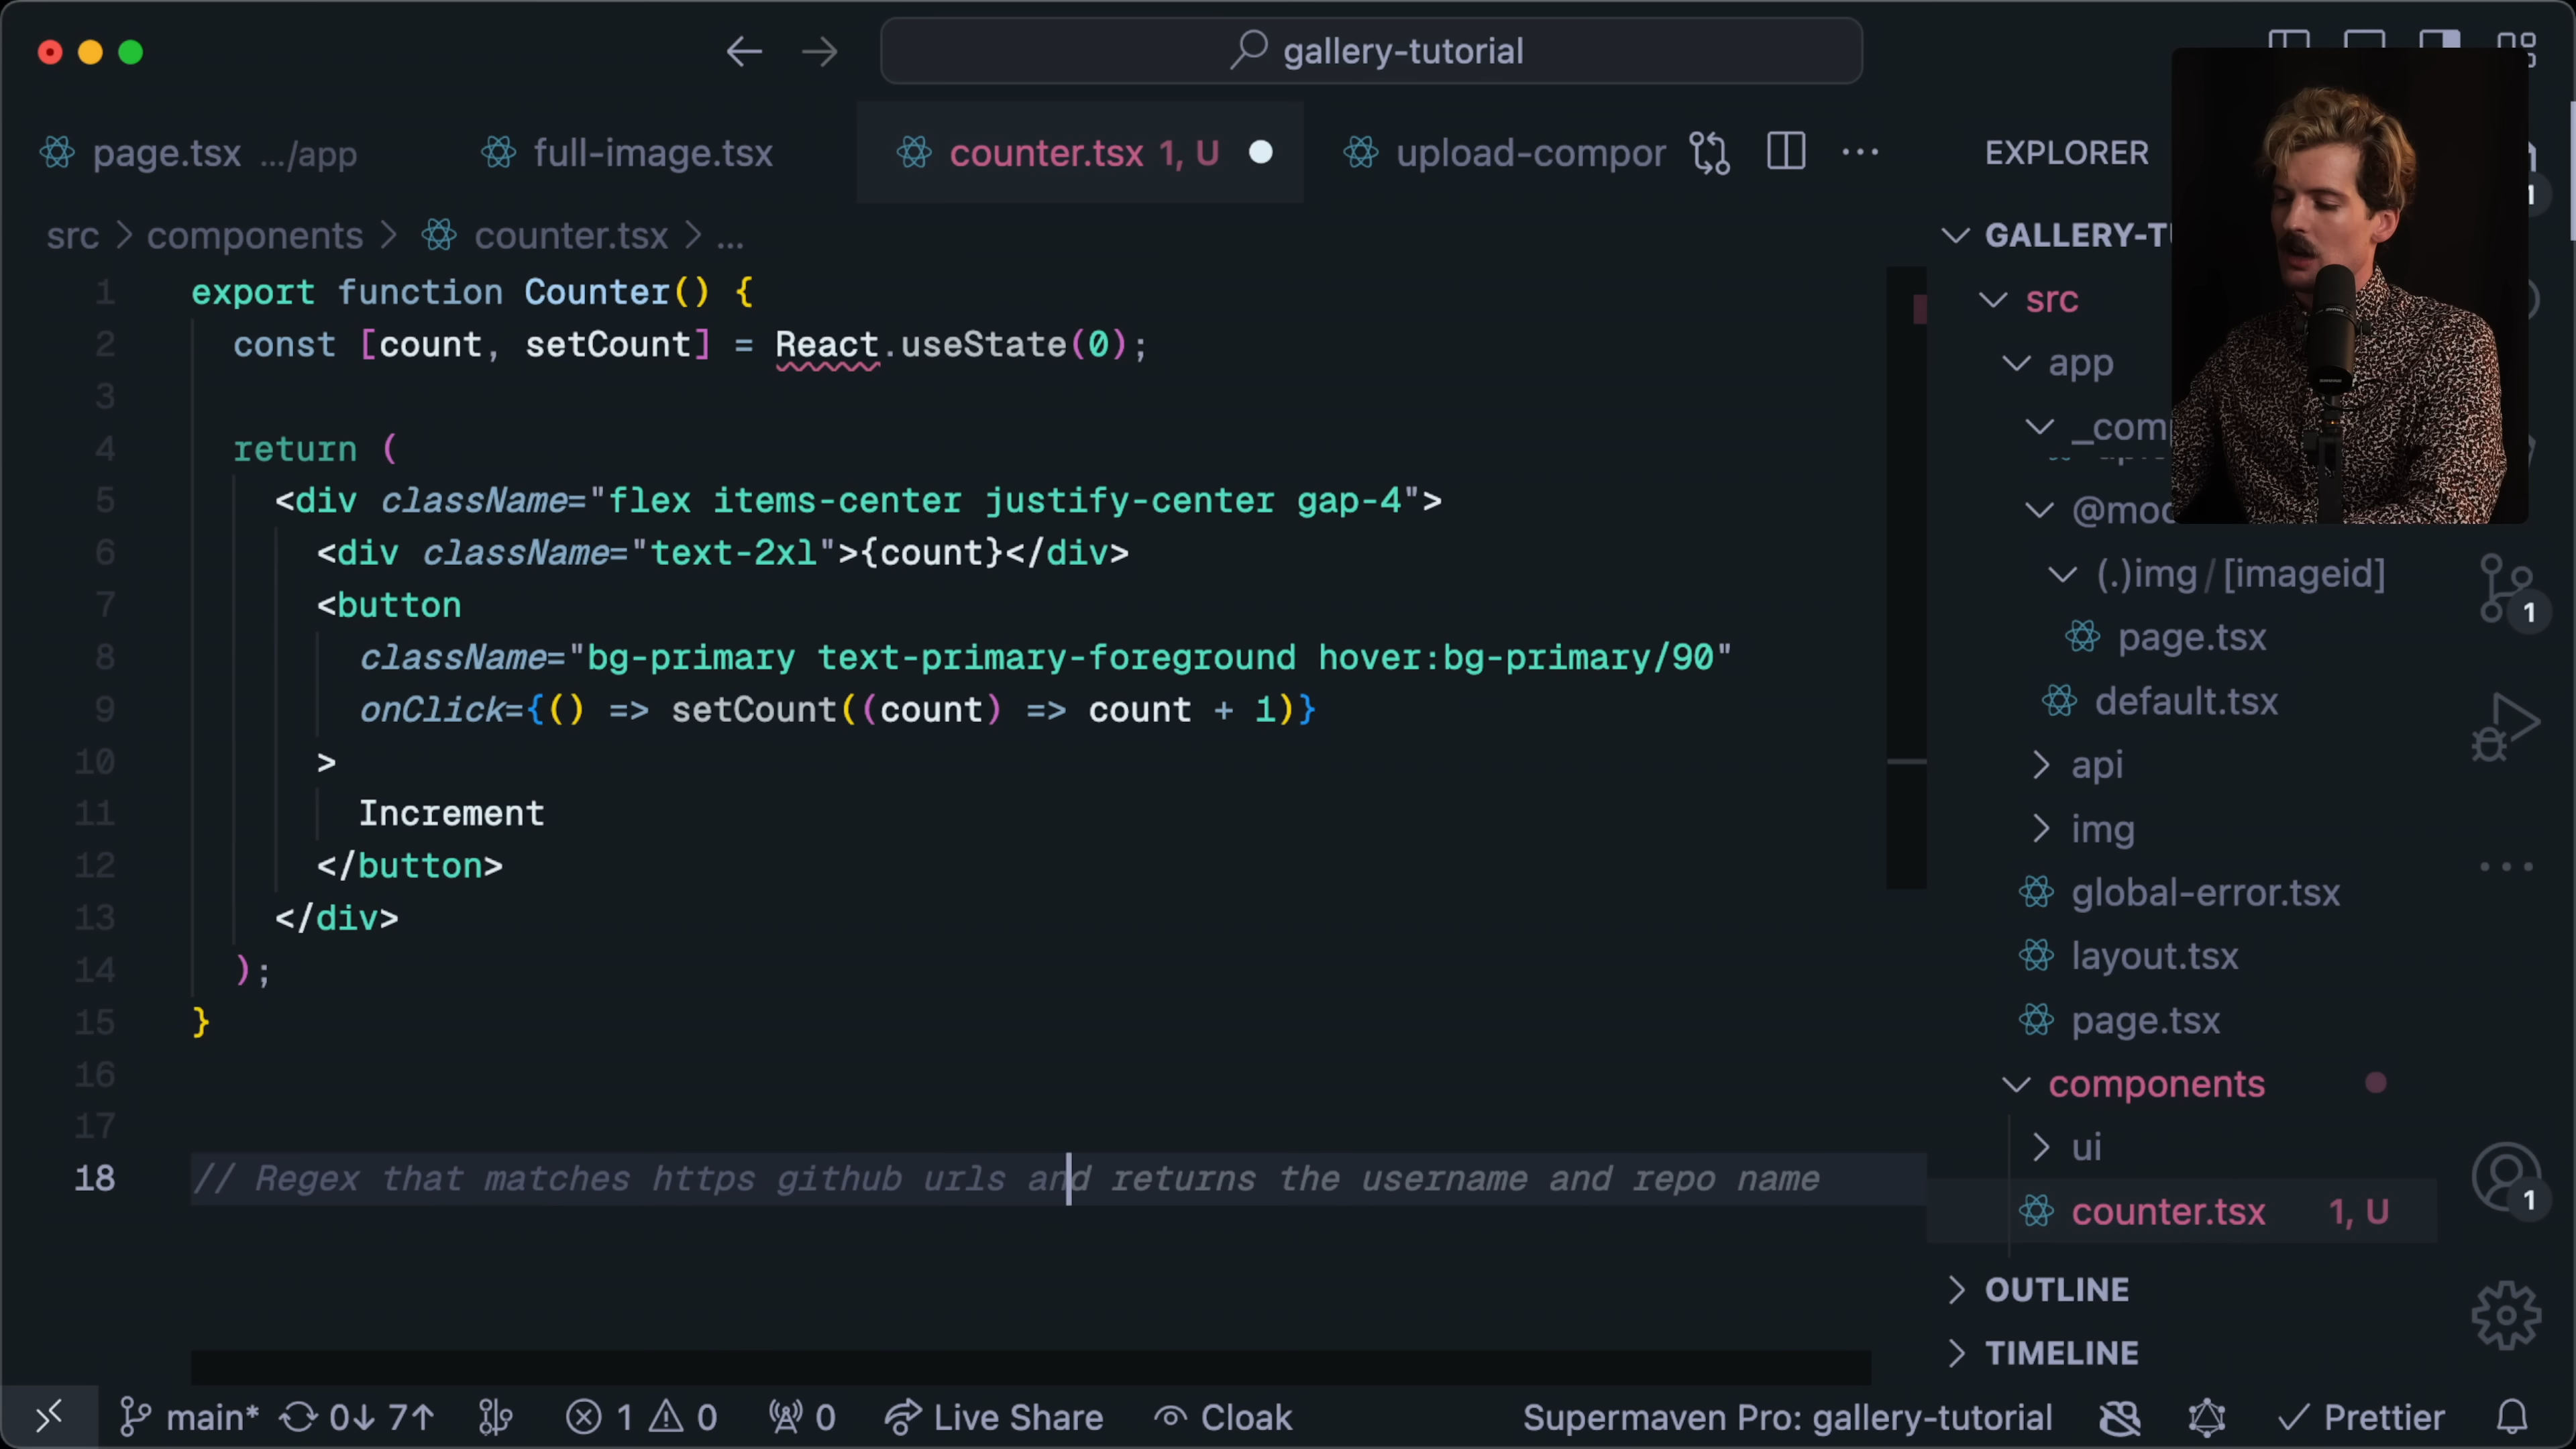 gallery-tutorial
page.tsx .../app
full-image.tsx
counter.tsx 1, U
upload-compor
EXPLORER
src > components > counter.tsx > ...
GALLERY-T
1 export function Counter() {
2 const [count, setCount] = React.useState(0);
3
4 return (
5 <div className="flex items-center justify-center gap-4">
6 <div className="text-2xl">{count}</div>
7 <button
8 className="bg-primary text-primary-foreground hover:bg-primary/90"
9 onClick={() => setCount((count) => count + 1)}
10 >
11 Increment
12 </button>
13 </div>
14 );
15 }
16
17
18 // Regex that matches https github urls and returns the username and repo name
src
app
_com
@mod
(.)img / [imageid]
page.tsx
default.tsx
api
img
global-error.tsx
layout.tsx
page.tsx
components
ui
counter.tsx 1, U
OUTLINE
TIMELINE
1
1
1
main* 0↓ 7↑ 1 0 0 Live Share Cloak Supermaven Pro: gallery-tutorial Prettier